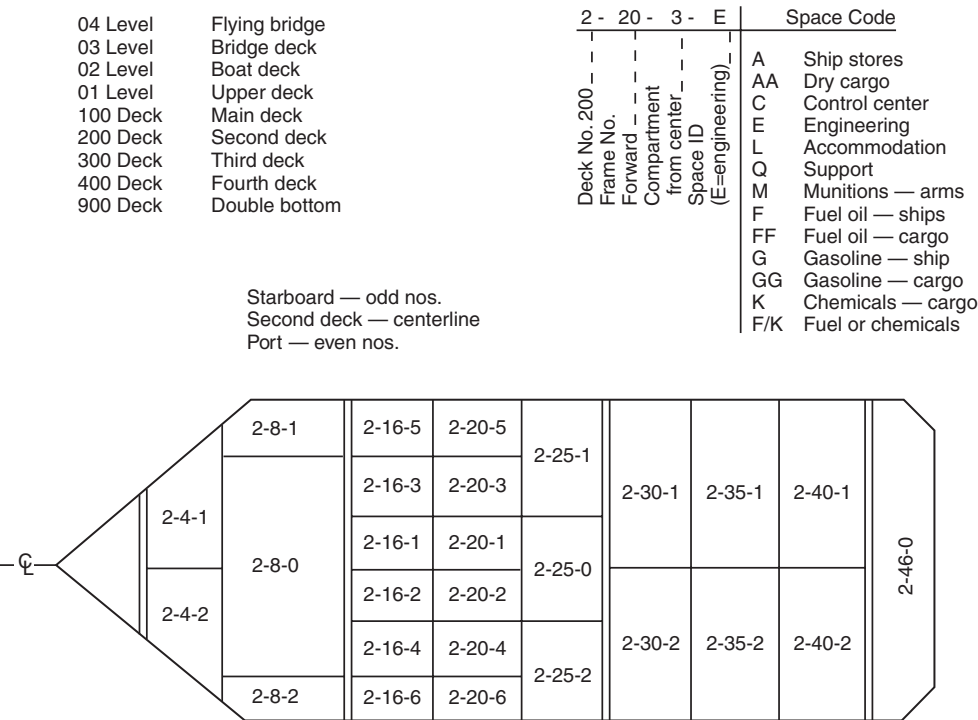 04 Level Flying bridge
03 Level Bridge deck
02 Level Boat deck
01 Level Upper deck
100 Deck Main deck
200 Deck Second deck
300 Deck Third deck
400 Deck Fourth deck
900 Deck Double bottom
2 - 20 - 3 - E
Deck No. 200
Frame No.
Forward
Compartment
from center
Space ID
(E=engineering)
Space Code
A Ship stores
AA Dry cargo
C Control center
E Engineering
L Accommodation
Q Support
M Munitions — arms
F Fuel oil — ships
FF Fuel oil — cargo
G Gasoline — ship
GG Gasoline — cargo
K Chemicals — cargo
F/K Fuel or chemicals
Starboard — odd nos.
Second deck — centerline
Port — even nos.
℄
2-4-1
2-4-2
2-8-1
2-8-0
2-8-2
2-16-5 2-20-5
2-16-3 2-20-3
2-16-1 2-20-1
2-16-2 2-20-2
2-16-4 2-20-4
2-16-6 2-20-6
2-25-1
2-25-0
2-25-2
2-30-1 2-35-1 2-40-1
2-30-2 2-35-2 2-40-2
2-46-0